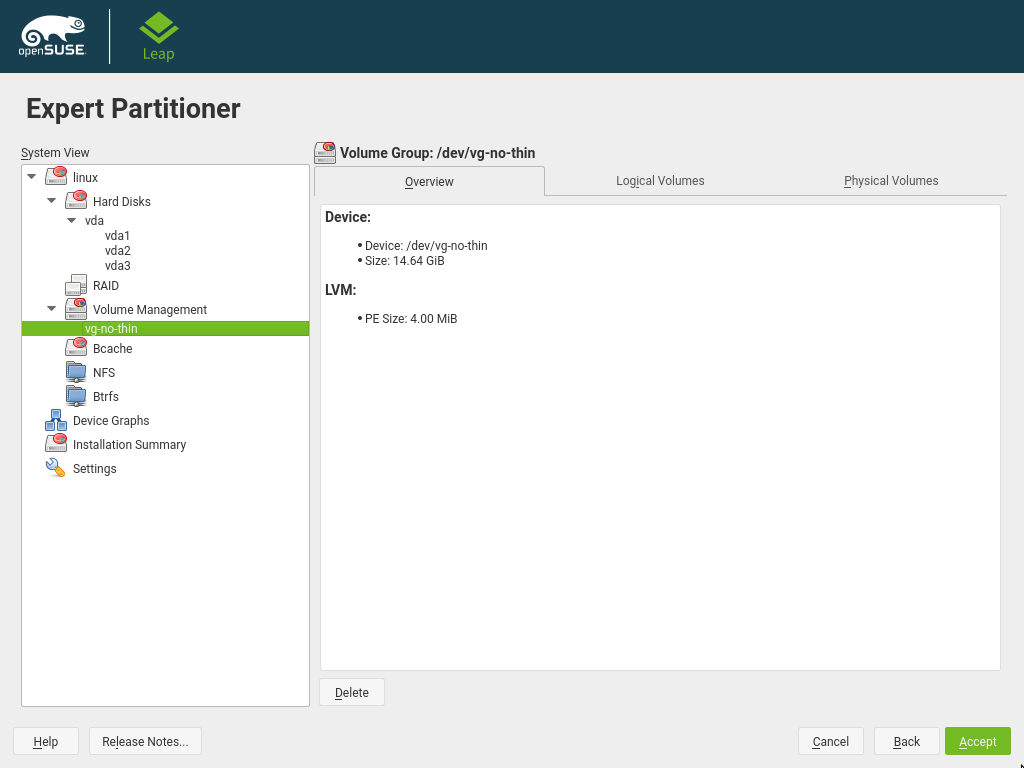 openSUSE
Leap
Expert Partitioner
System View
linux
Hard Disks
vda
vda1
vda2
vda3
RAID
Volume Management
vg-no-thin
Bcache
NFS
Btrfs
Device Graphs
Installation Summary
Settings
Volume Group: /dev/vg-no-thin
Overview Logical Volumes Physical Volumes
Device:
• Device: /dev/vg-no-thin
• Size: 14.64 GiB
LVM:
• PE Size: 4.00 MiB
Delete
Help Release Notes... Cancel Back Accept